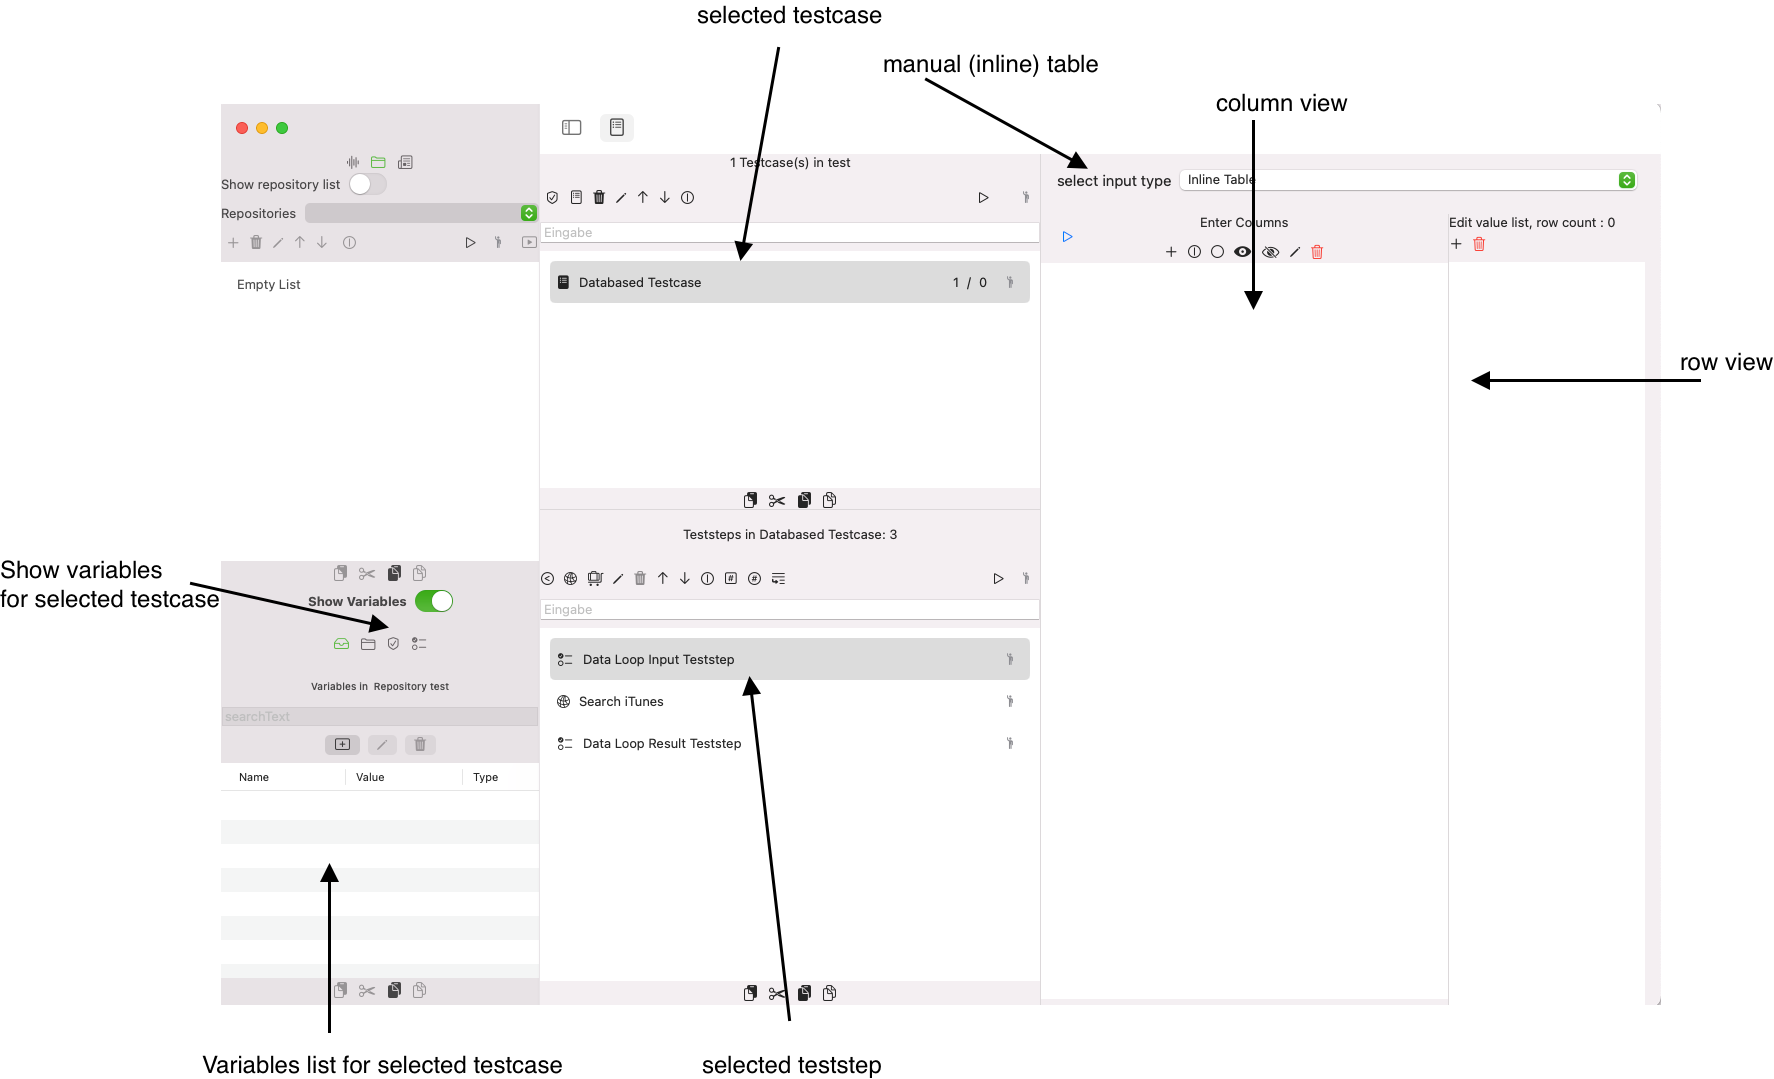 selected testcase
manual (inline) table
column view
1 Testcase(s) in test
Show repository list
select input type
Inline Table
Repositories
Enter Columns
Edit value list, row count : 0
Eingabe
Empty List
Databased Testcase
1 / 0
row view
Teststeps in Databased Testcase: 3
Show variables
for selected testcase
Show Variables
Eingabe
Data Loop Input Teststep
Variables in Repository test
Search iTunes
searchText
Data Loop Result Teststep
Name
Value
Type
Variables list for selected testcase
selected teststep